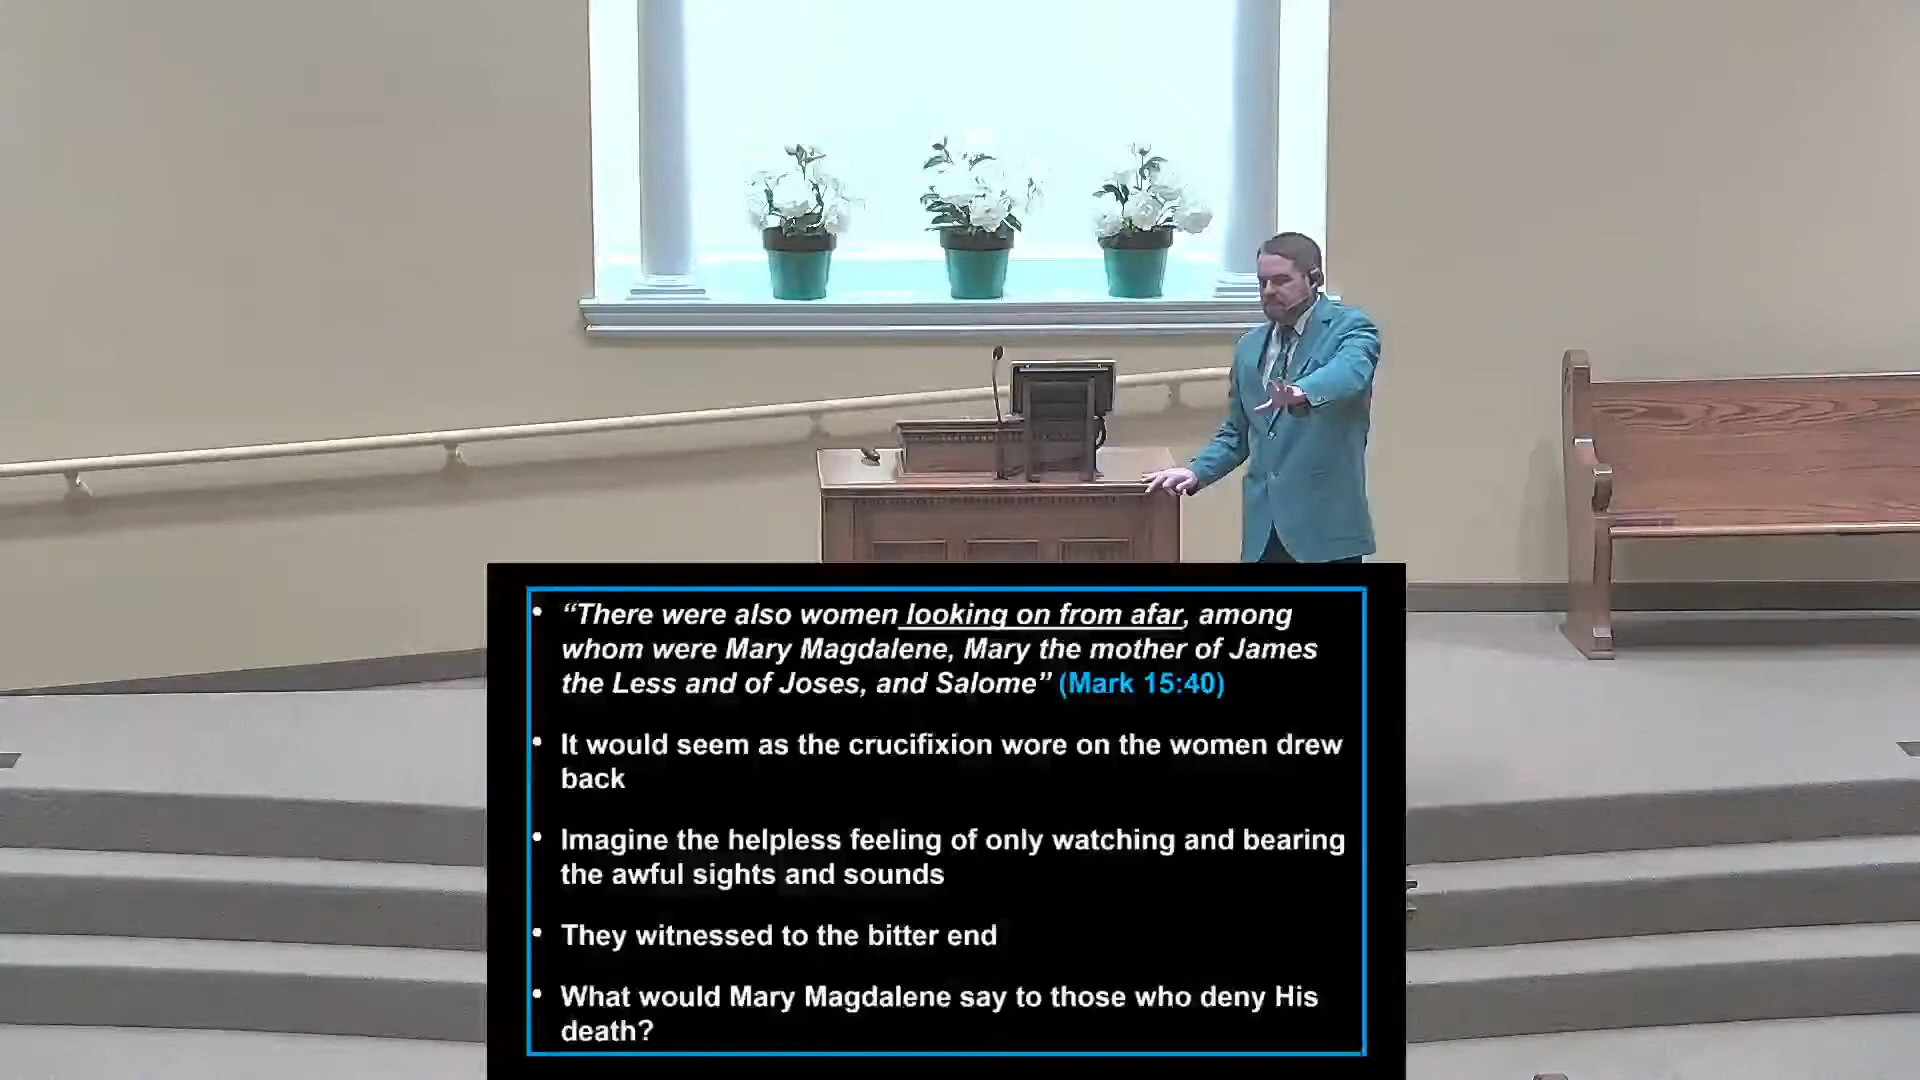 • “There were also women looking on from afar, among
whom were Mary Magdalene, Mary the mother of James
the Less and of Joses, and Salome” (Mark 15:40)
• It would seem as the crucifixion wore on the women drew
back
• Imagine the helpless feeling of only watching and bearing
the awful sights and sounds
• They witnessed to the bitter end
• What would Mary Magdalene say to those who deny His
death?